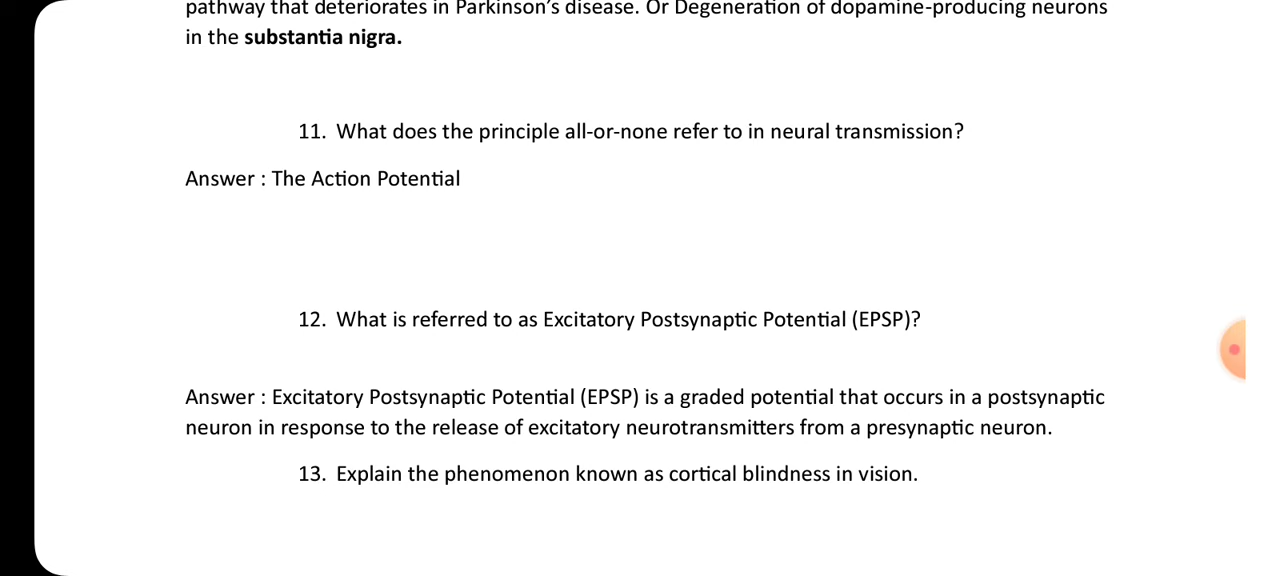 pathway that deteriorates in Parkinson's disease. Or Degeneration of dopamine-producing neurons
in the substantia nigra.
11. What does the principle all-or-none refer to in neural transmission?
Answer : The Action Potential
12. What is referred to as Excitatory Postsynaptic Potential (EPSP)?
Answer : Excitatory Postsynaptic Potential (EPSP) is a graded potential that occurs in a postsynaptic
neuron in response to the release of excitatory neurotransmitters from a presynaptic neuron.
13. Explain the phenomenon known as cortical blindness in vision.